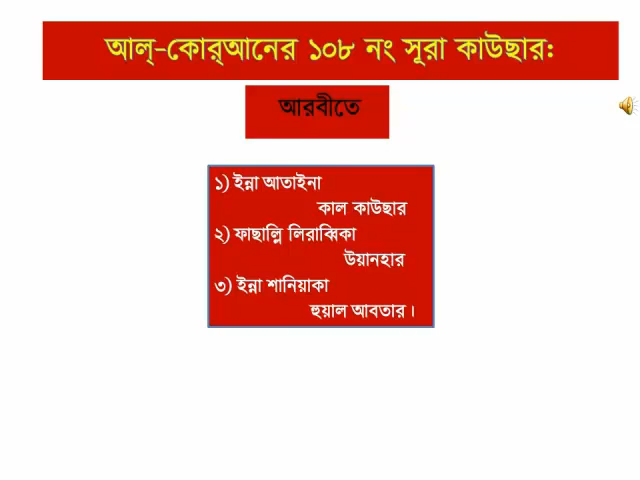 আল্-কোর্আনের ১০৮ নং সূরা কাউছার:
আরবীতে
১) ইন্না আতাইনা
কাল কাউছার
২) ফাছাল্লি লিরাব্বিকা
উয়ানহার
৩) ইন্না শানিয়াকা
হুয়াল আবতার।